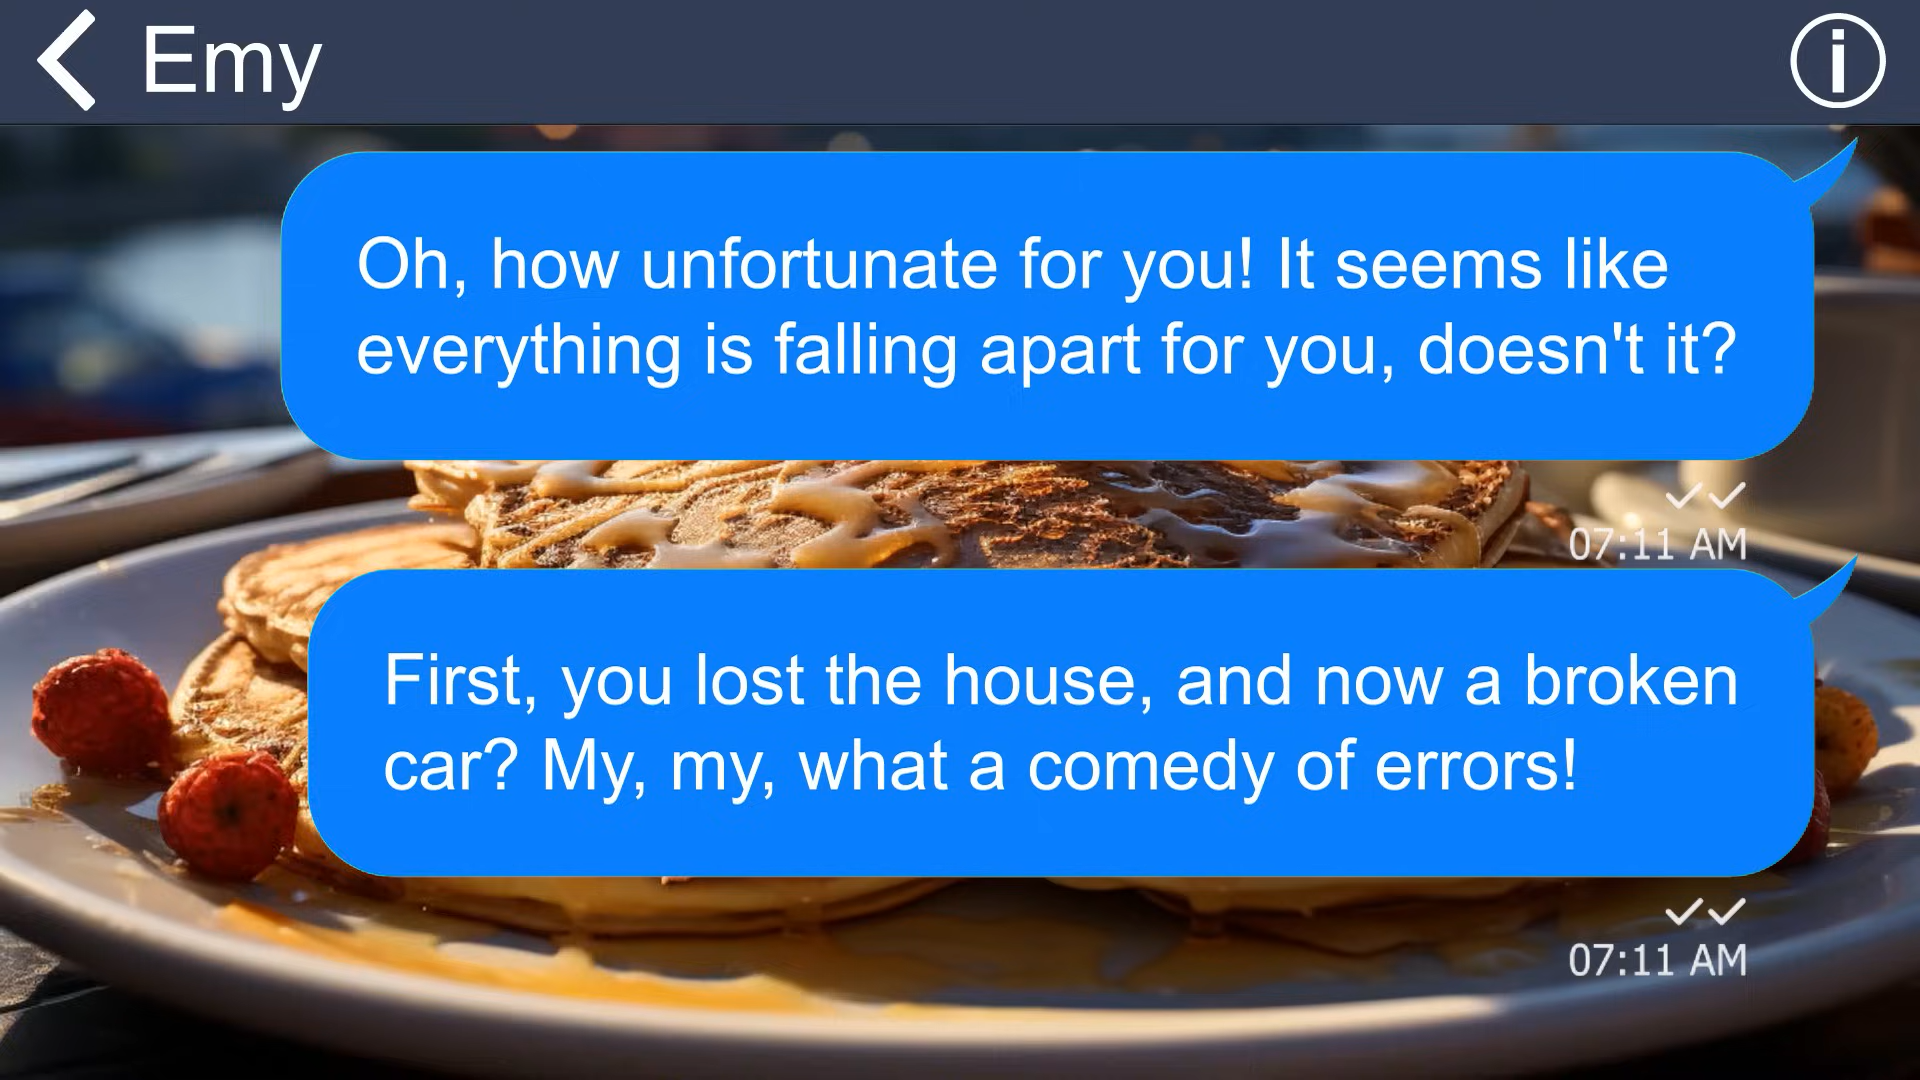 Emy
Oh, how unfortunate for you! It seems like
everything is falling apart for you, doesn't it?
07:11 AM
First, you lost the house, and now a broken
car? My, my, what a comedy of errors!
07:11 AM